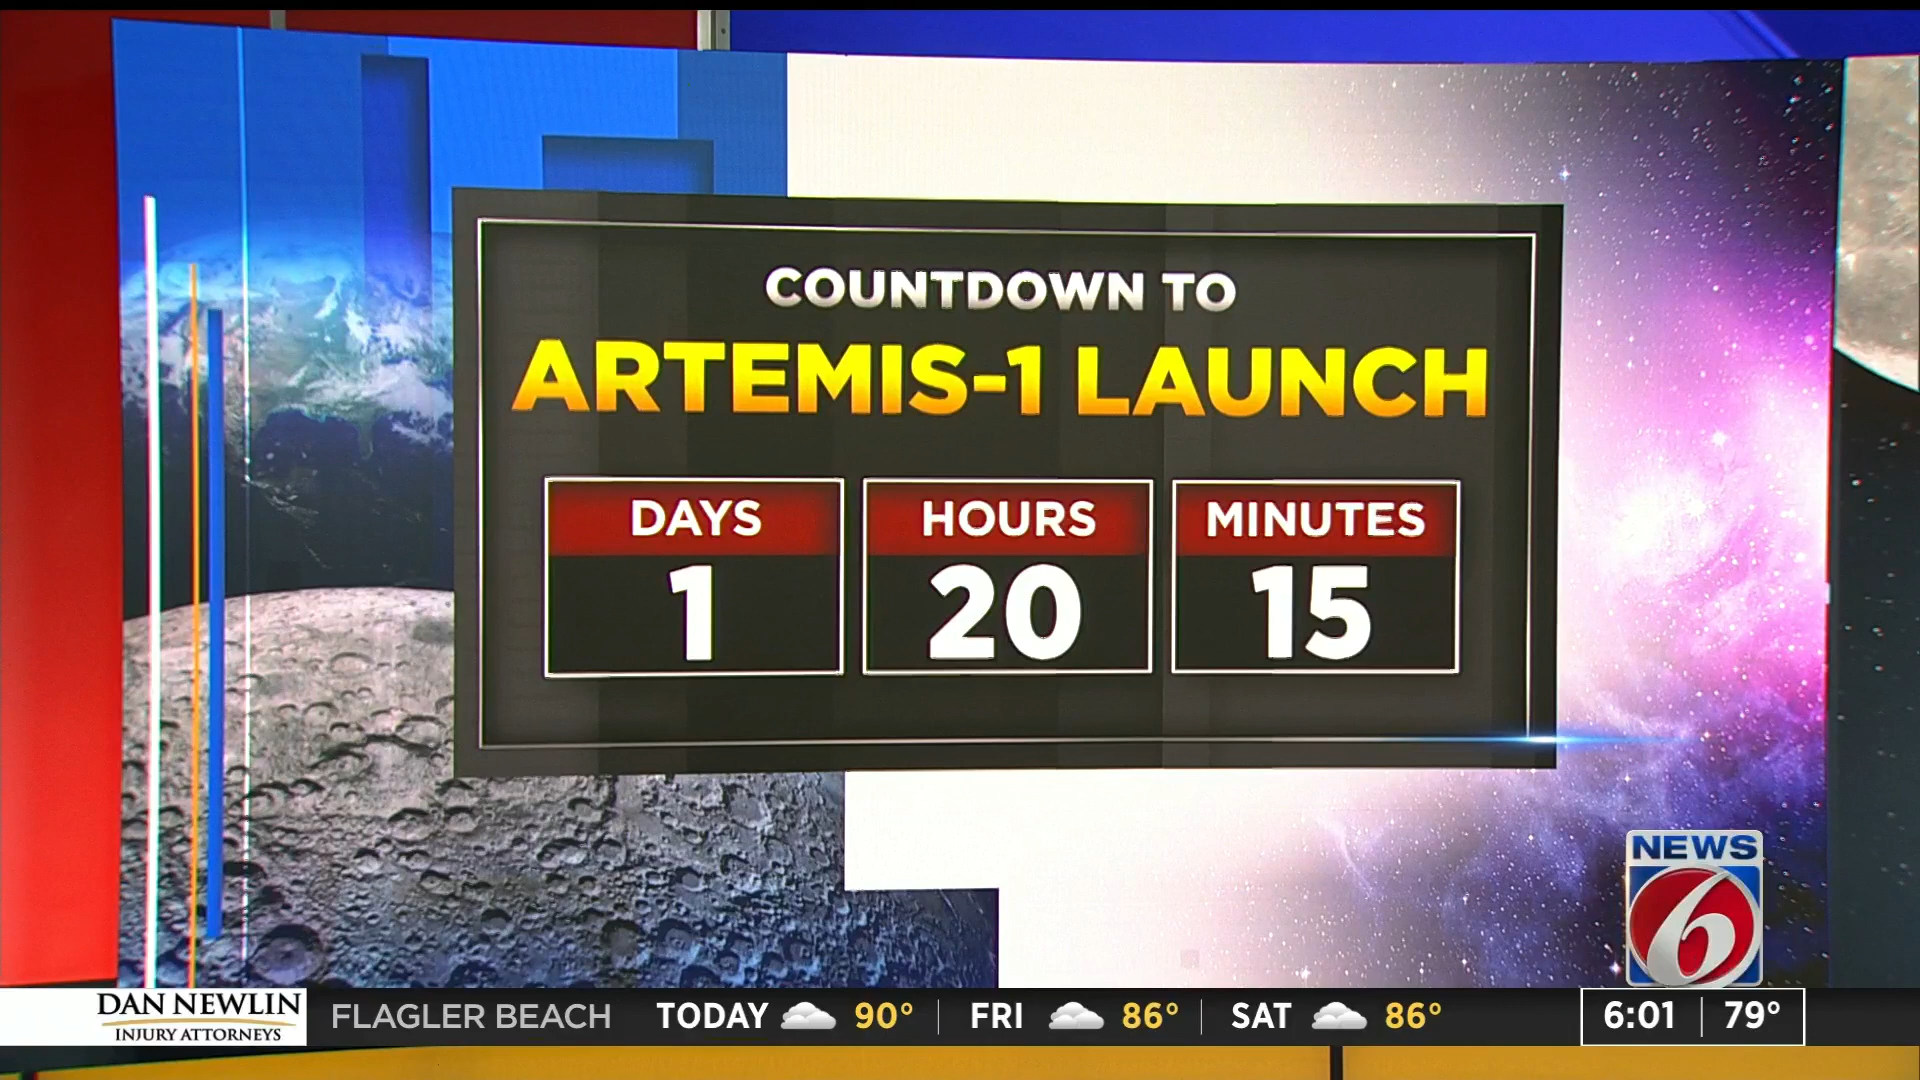 COUNTDOWN TO
ARTEMIS-1 LAUNCH
DAYS HOURS MINUTES
1 20 15
NEWS
6
DAN NEWLIN
INJURY ATTORNEYS
FLAGLER BEACH TODAY 90° FRI 86° SAT 86° 6:01 79°